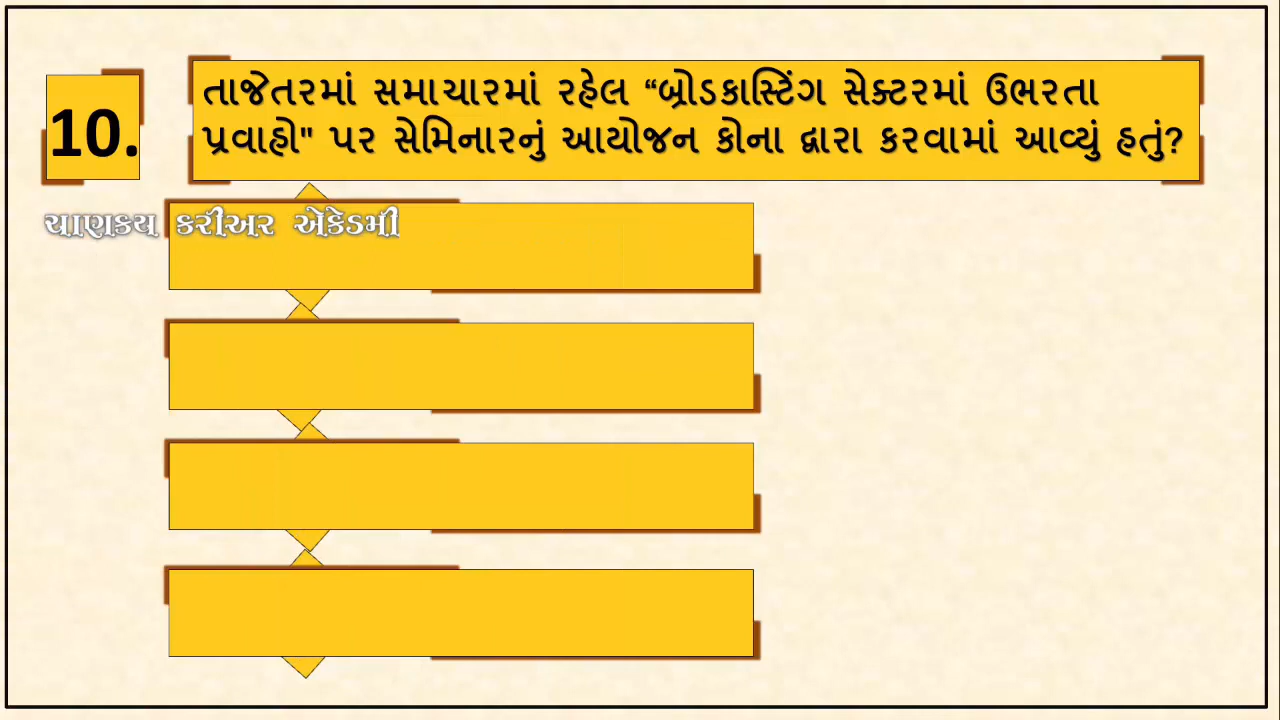 10.
તાજેતરમાં સમાચારમાં રહેલ “બ્રોડકાસ્ટિંગ સેક્ટરમાં ઉભરતા
પ્રવાહો" પર સેમિનારનું આયોજન કોના દ્વારા કરવામાં આવ્યું હતું?
ચાણકય કરીઅર એકેડમી